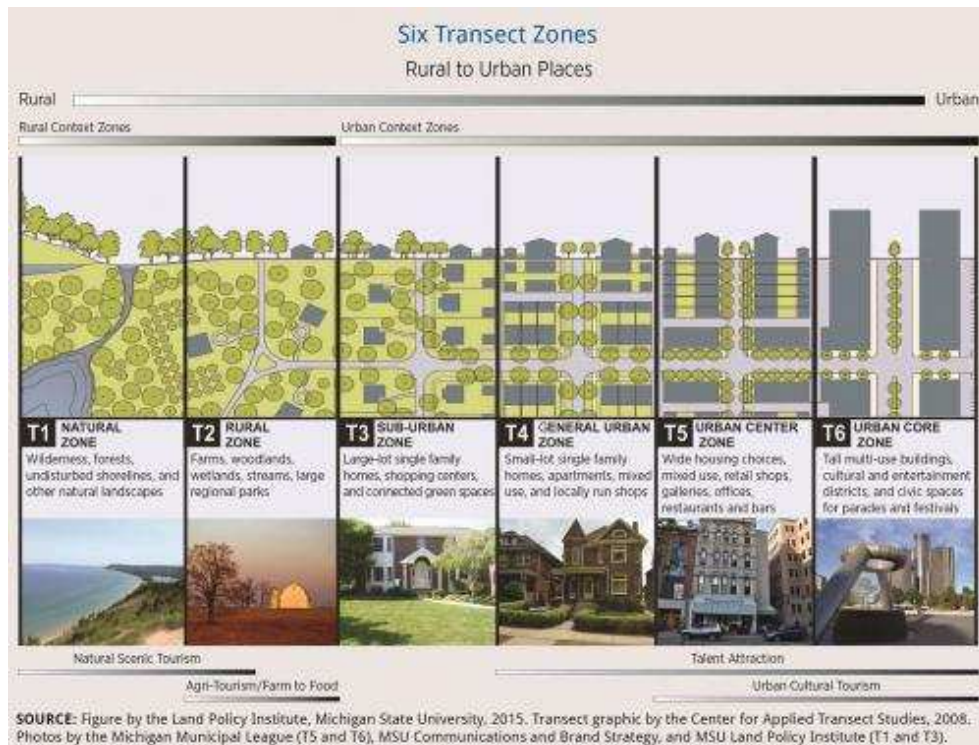 Six Transect Zones
Rural to Urban Places
Rural
Urban
Rural Context Zones
Urban Context Zones
T1 NATURAL
ZONE
Wilderness, forests,
undisturbed shorelines, and
other natural landscapes
T2 RURAL
ZONE
Farms, woodlands,
wetlands, streams, large
regional parks
T3 SUB-URBAN
ZONE
Large-lot single family
homes, shopping centers,
and connected green spaces
T4 GENERAL URBAN
ZONE
Small-lot single family
homes, apartments, mixed
use, and locally run shops
T5 URBAN CENTER
ZONE
Wide housing choices,
mixed use, retail shops,
galleries, offices,
restaurants and bars
T6 URBAN CORE
ZONE
Tall multi-use buildings,
cultural and entertainment
districts, and civic spaces
for parades and festivals
Natural Scenic Tourism
Talent Attraction
Agri-Tourism/Farm to Food
Urban Cultural Tourism
SOURCE: Figure by the Land Policy Institute, Michigan State University, 2015. Transect graphic by the Center for Applied Transect Studies, 2008.
Photos by the Michigan Municipal League (T5 and T6), MSU Communications and Brand Strategy, and MSU Land Policy Institute (T1 and T3).